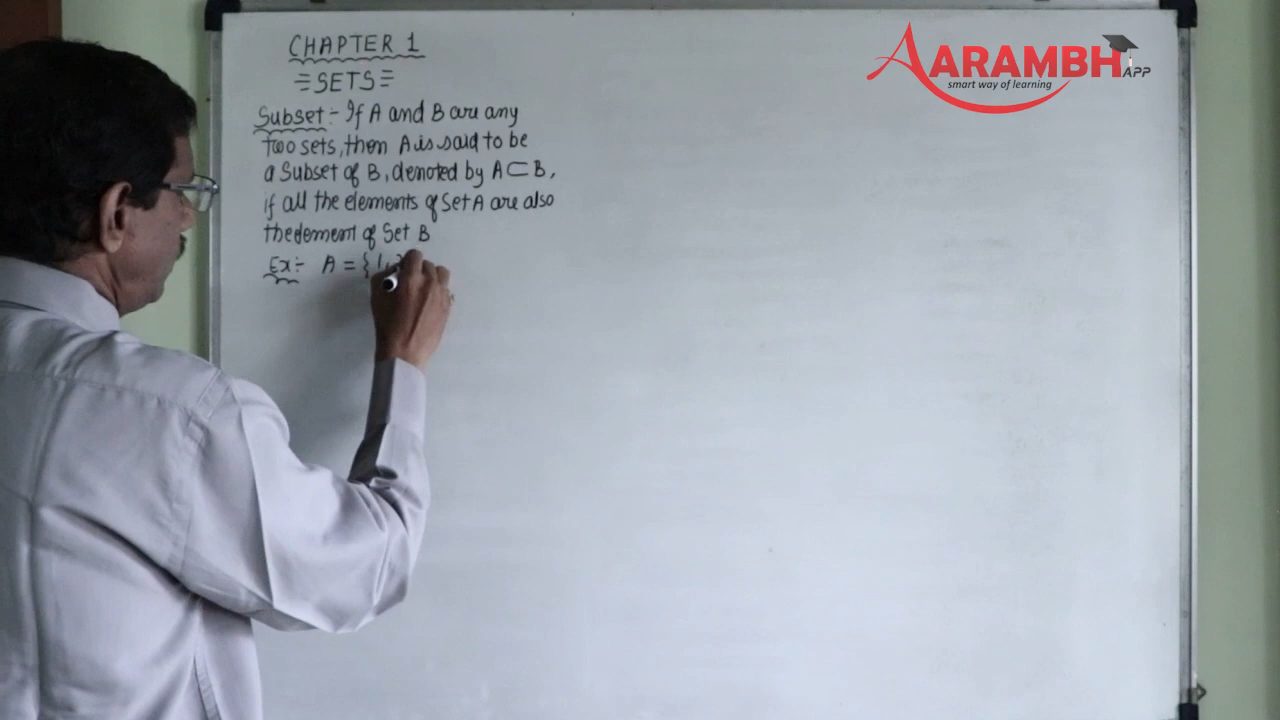 CHAPTER 1
SETS
Subset :- If A and B are any
two sets, then A is said to be
a Subset of B, denoted by A ⊂ B,
if all the elements of Set A are also
the element of Set B
Ex :- A = { 1,
AARAMBH APP
smart way of learning